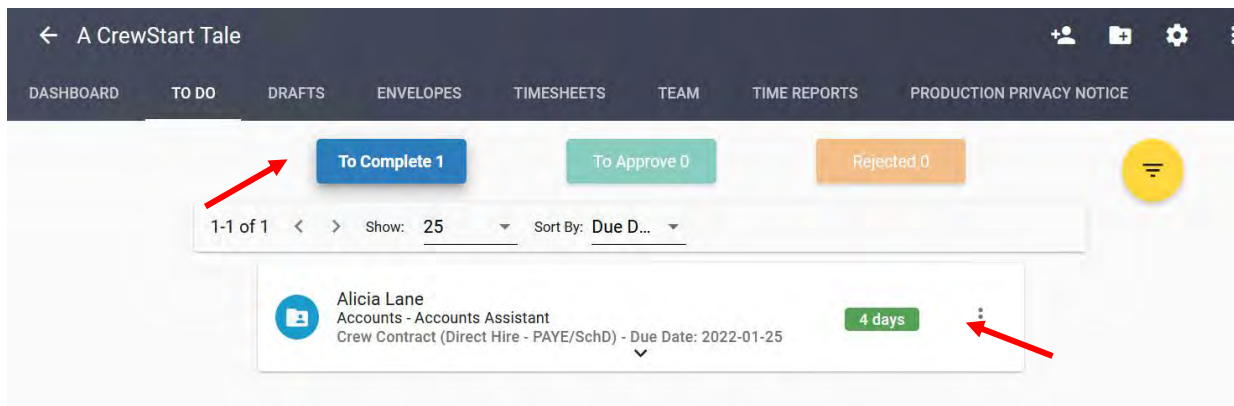 A CrewStart Tale
DASHBOARD TO DO DRAFTS ENVELOPES TIMESHEETS TEAM TIME REPORTS PRODUCTION PRIVACY NOTICE
To Complete 1 To Approve 0 Rejected 0
1-1 of 1 Show: 25 Sort By: Due D...
Alicia Lane
Accounts - Accounts Assistant
4 days
Crew Contract (Direct Hire - PAYE/SchD) - Due Date: 2022-01-25